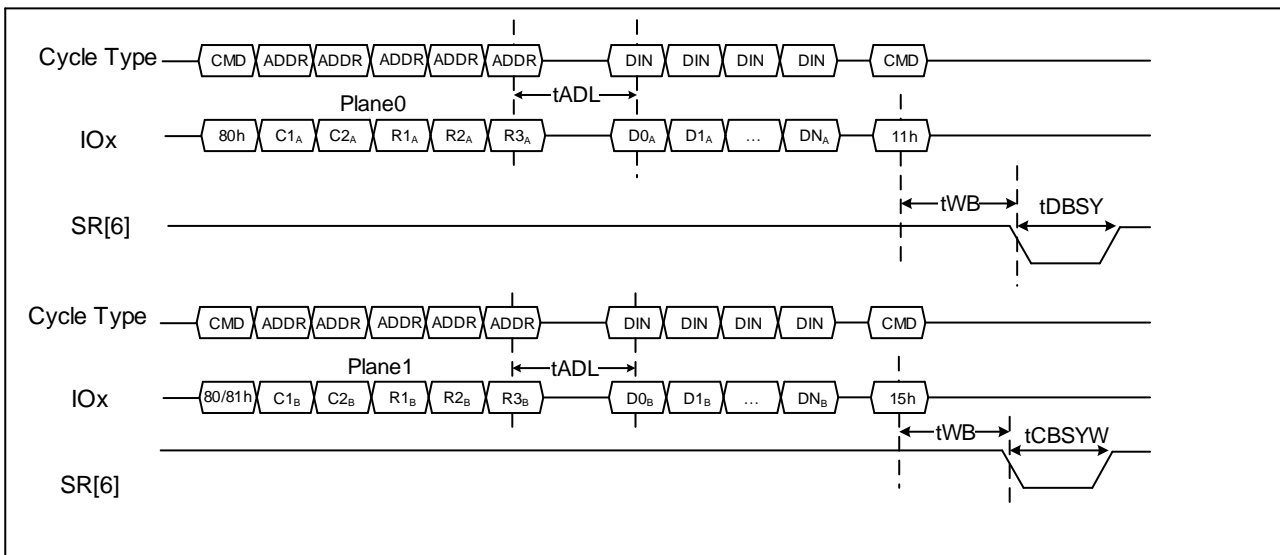 Cycle Type CMD ADDR ADDR ADDR ADDR ADDR DIN DIN DIN DIN CMD
tADL
Plane0
IOx 80h C1A C2A R1A R2A R3A D0A D1A ... DNA 11h
tWB tDBSY
SR[6]
Cycle Type CMD ADDR ADDR ADDR ADDR ADDR DIN DIN DIN DIN CMD
Plane1 tADL
IOx 80/81h C1B C2B R1B R2B R3B D0B D1B ... DNB 15h
tWB tCBSYW
SR[6]